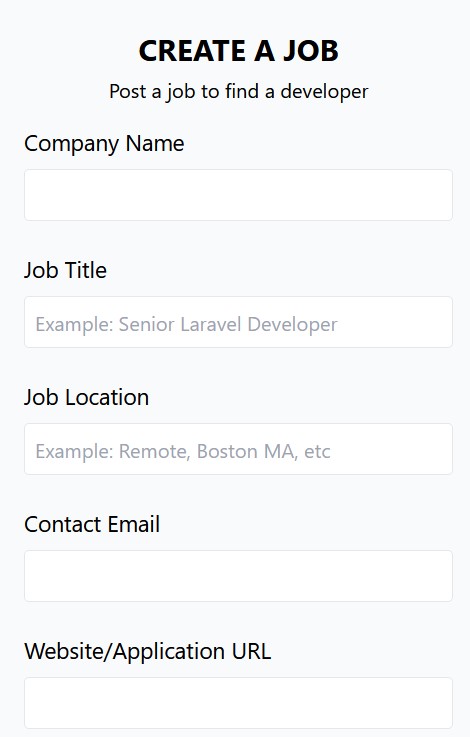 CREATE A JOB
Post a job to find a developer
Company Name
Job Title
Example: Senior Laravel Developer
Job Location
Example: Remote, Boston MA, etc
Contact Email
Website/Application URL